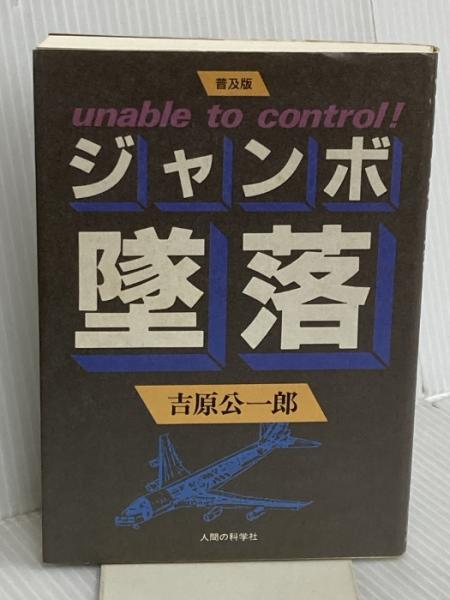 普及版
unable to control!
ジャンボ
墜落
吉原公一郎
人間の科学社